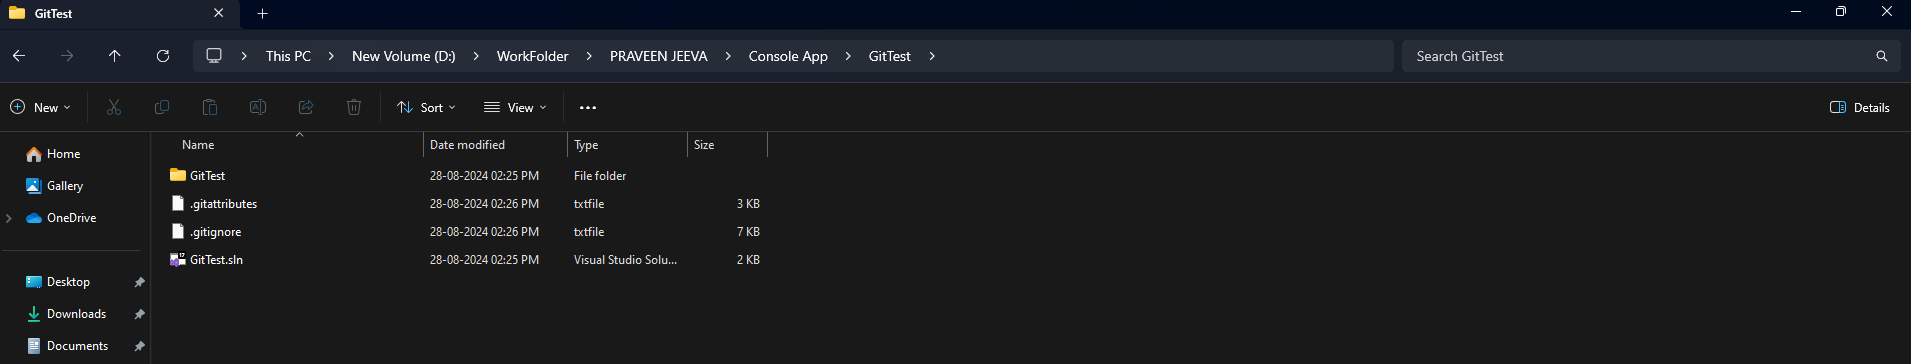 GitTest
This PC > New Volume (D:) > WorkFolder > PRAVEEN JEEVA > Console App > GitTest >
Search GitTest
New
Sort
View
Details
Home
Gallery
OneDrive
Desktop
Downloads
Documents
Name Date modified Type Size
GitTest 28-08-2024 02:25 PM File folder
.gitattributes 28-08-2024 02:26 PM txtfile 3 KB
.gitignore 28-08-2024 02:26 PM txtfile 7 KB
GitTest.sln 28-08-2024 02:25 PM Visual Studio Solu... 2 KB